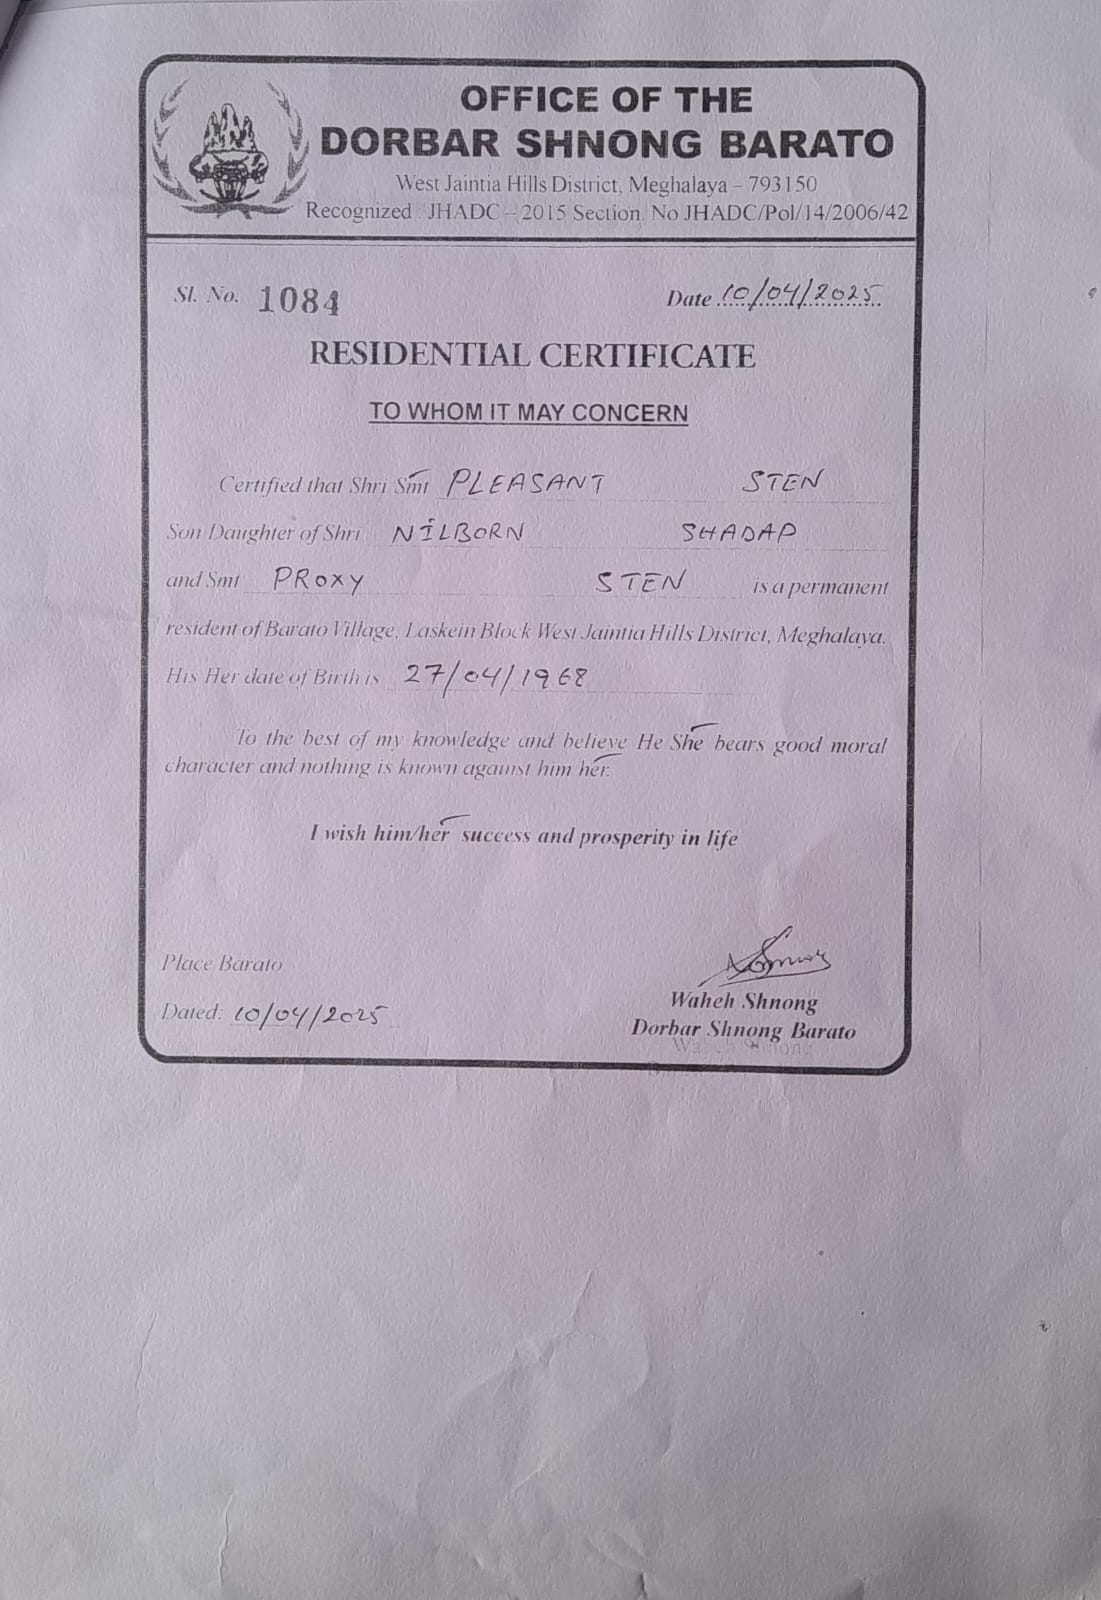 OFFICE OF THE
DORBAR SHNONG BARATO
West Jaintia Hills District, Meghalaya – 793150
Recognized : JHADC – 2015 Section. No JHADC/Pol/14/2006/42
Sl. No. 1084 Date 10/04/2025
RESIDENTIAL CERTIFICATE
TO WHOM IT MAY CONCERN
Certified that Shri Smt PLEASANT STEN
Son Daughter of Shri NILBORN SHADAP
and Smt PROXY STEN is a permanent
resident of Barato Village, Laskein Block West Jaintia Hills District, Meghalaya.
His Her date of Birth is 27/04/1968
To the best of my knowledge and believe He She bears good moral
character and nothing is known against him her.
I wish him/her success and prosperity in life
Place Barato
Dated: 10/04/2025
Waheh Shnong
Dorbar Shnong Barato
Waheh Shnong